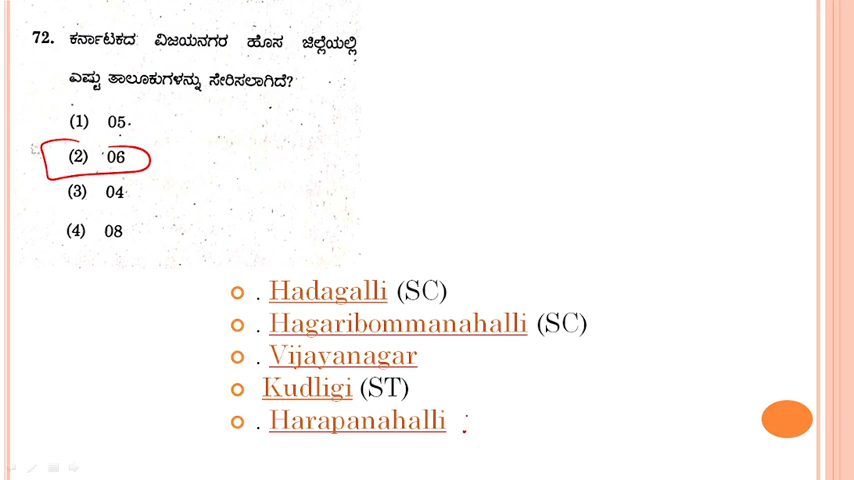 72. ಕರ್ನಾಟಕದ ವಿಜಯನಗರ ಹೊಸ ಜಿಲ್ಲೆಯಲ್ಲಿ
ಎಷ್ಟು ತಾಲೂಕುಗಳನ್ನು ಸೇರಿಸಲಾಗಿದೆ?
(1) 05
(2) 06
(3) 04
(4) 08
. Hadagalli (SC)
. Hagaribommanahalli (SC)
. Vijayanagar
Kudligi (ST)
. Harapanahalli